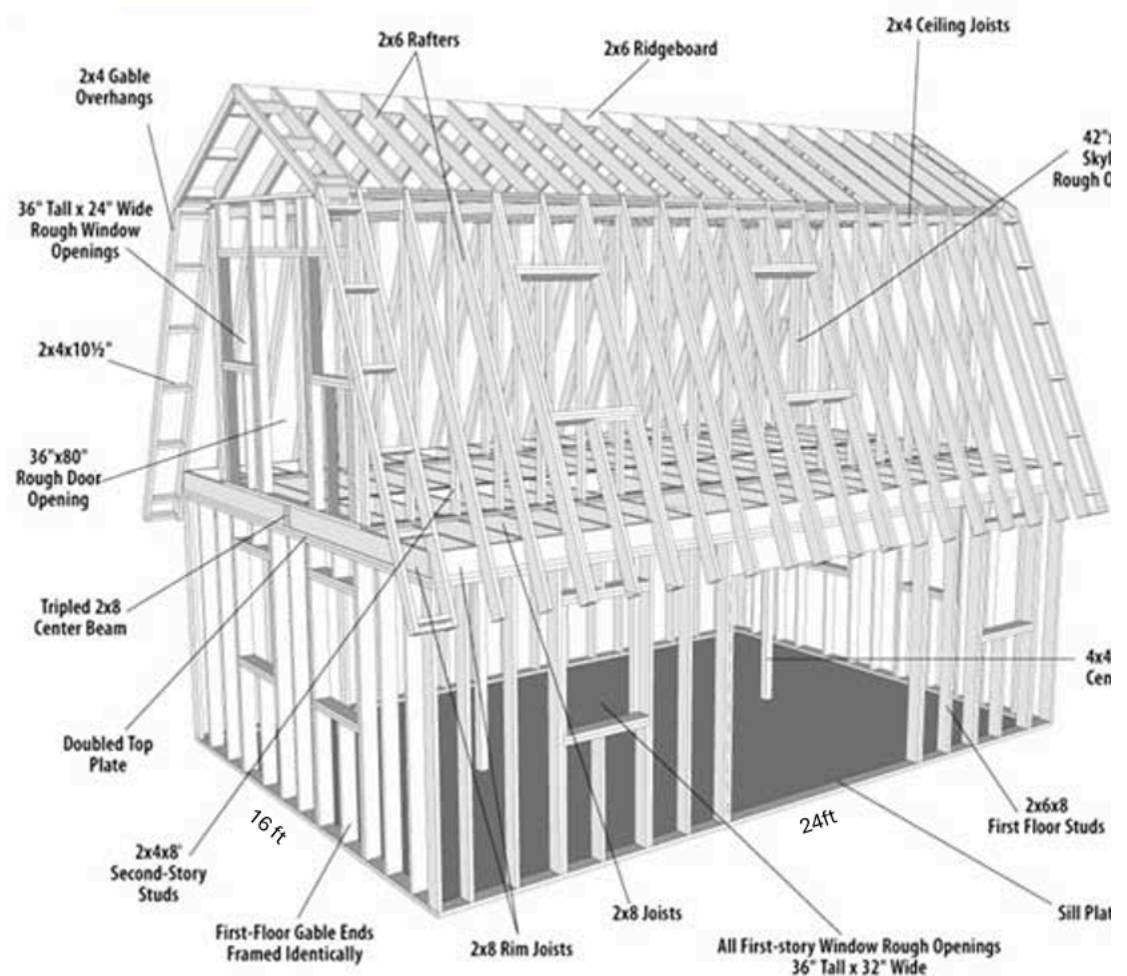 2x4 Ceiling Joists
2x6 Rafters
2x6 Ridgeboard
2x4 Gable
Overhangs
42"x
Skyl
Rough O
36" Tall x 24" Wide
Rough Window
Openings
2x4x10½"
36"x80"
Rough Door
Opening
Tripled 2x8
Center Beam
4x4
Cen
Doubled Top
Plate
16 ft
24ft
2x6x8
First Floor Studs
2x4x8'
Second-Story
Studs
2x8 Joists
Sill Plat
First-Floor Gable Ends
Framed Identically
2x8 Rim Joists
All First-story Window Rough Openings
36" Tall x 32" Wide